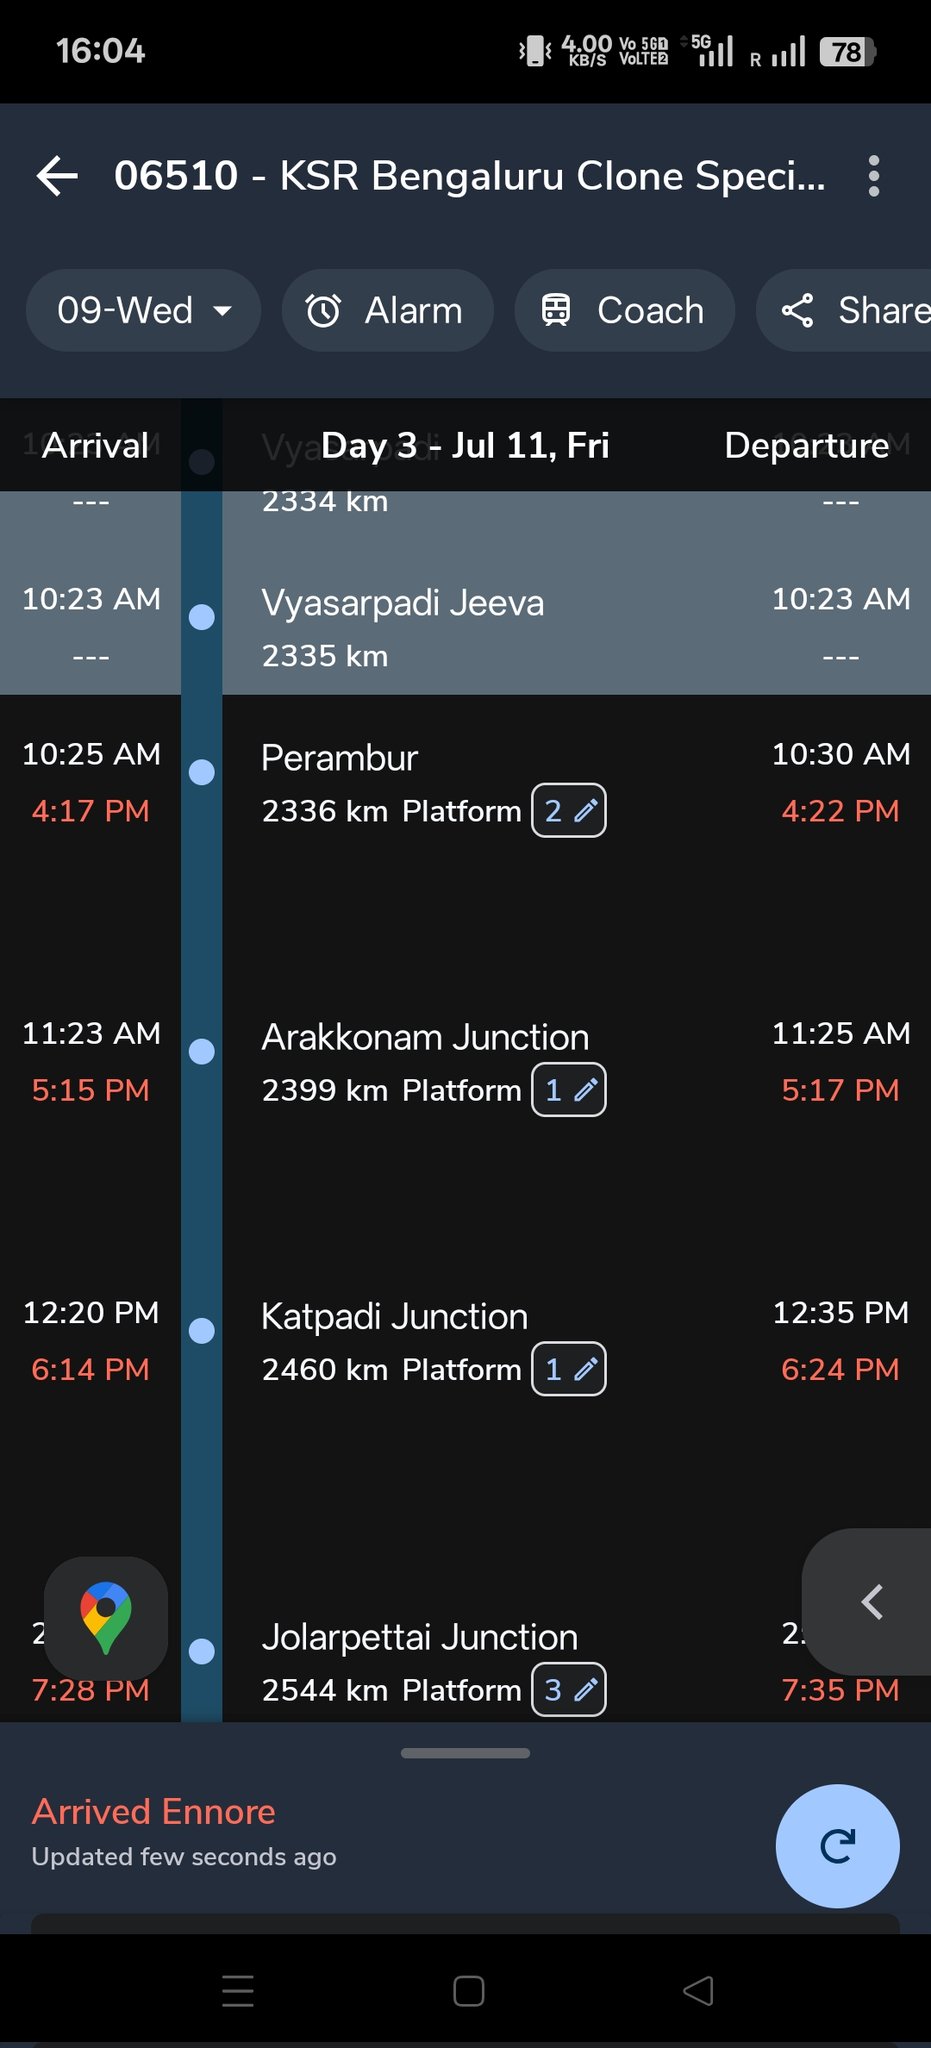 16:04
4.00 KB/S Vo 5G D1 VoLTE2 5G R 78
06510 - KSR Bengaluru Clone Speci...
09-Wed Alarm Coach Share
Arrival Day 3 - Jul 11, Fri Departure
Vyasarpadi
--- 2334 km ---
10:23 AM Vyasarpadi Jeeva 10:23 AM
--- 2335 km ---
10:25 AM Perambur 10:30 AM
4:17 PM 2336 km Platform 2 4:22 PM
11:23 AM Arakkonam Junction 11:25 AM
5:15 PM 2399 km Platform 1 5:17 PM
12:20 PM Katpadi Junction 12:35 PM
6:14 PM 2460 km Platform 1 6:24 PM
2 Jolarpettai Junction 2:
7:28 PM 2544 km Platform 3 7:35 PM
Arrived Ennore
Updated few seconds ago